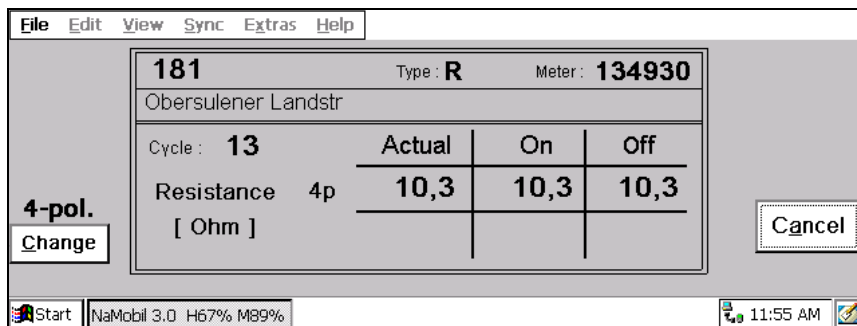 File Edit View Sync Extras Help
181 Type : R Meter : 134930
Obersulener Landstr
Cycle : 13 Actual On Off
Resistance 4p 10,3 10,3 10,3
[ Ohm ]
4-pol.
Change
Cancel
Start NaMobil 3.0 H67% M89% 11:55 AM